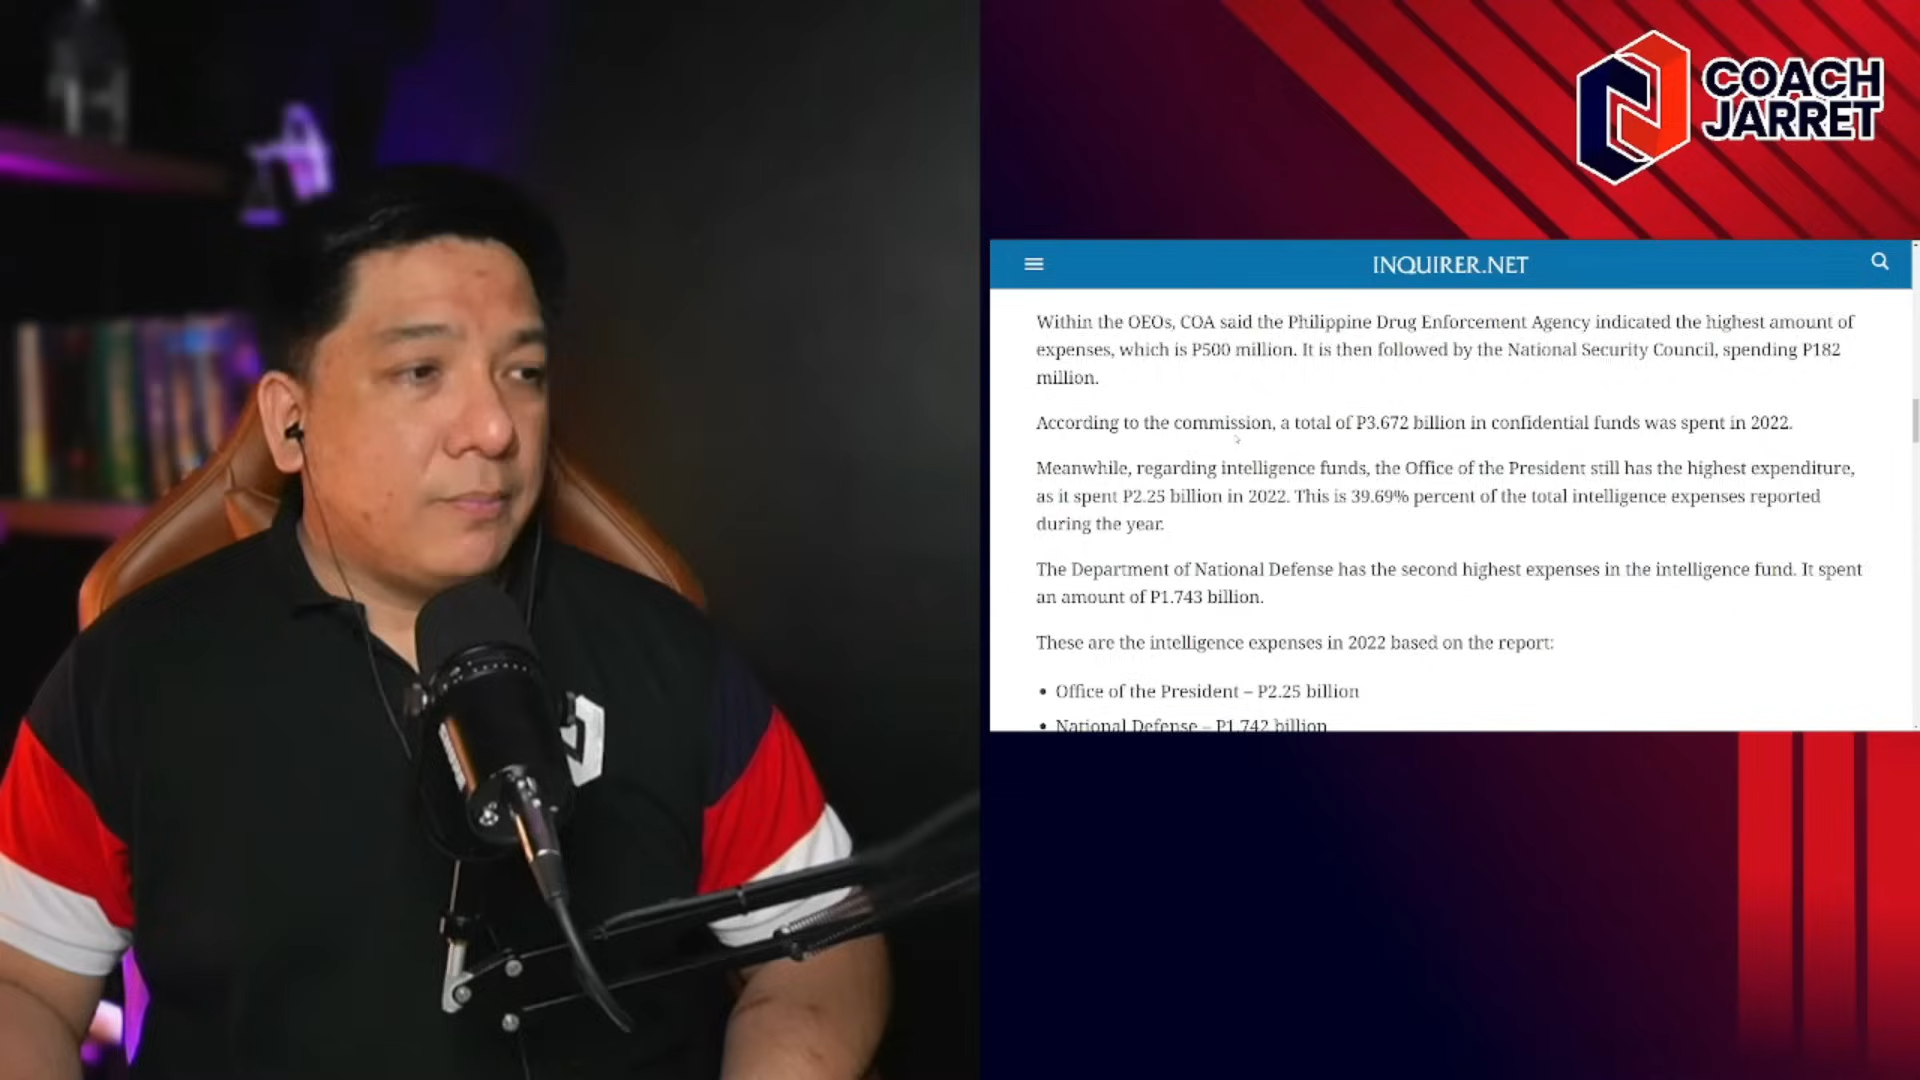 COACH
JARRET
INQUIRER.NET
Within the OEOs, COA said the Philippine Drug Enforcement Agency indicated the highest amount of
expenses, which is P500 million. It is then followed by the National Security Council, spending P182
million.
According to the commission, a total of P3.672 billion in confidential funds was spent in 2022.
Meanwhile, regarding intelligence funds, the Office of the President still has the highest expenditure,
as it spent P2.25 billion in 2022. This is 39.69% percent of the total intelligence expenses reported
during the year.
The Department of National Defense has the second highest expenses in the intelligence fund. It spent
an amount of P1.743 billion.
These are the intelligence expenses in 2022 based on the report:
• Office of the President – P2.25 billion
• National Defense – P1.742 billion